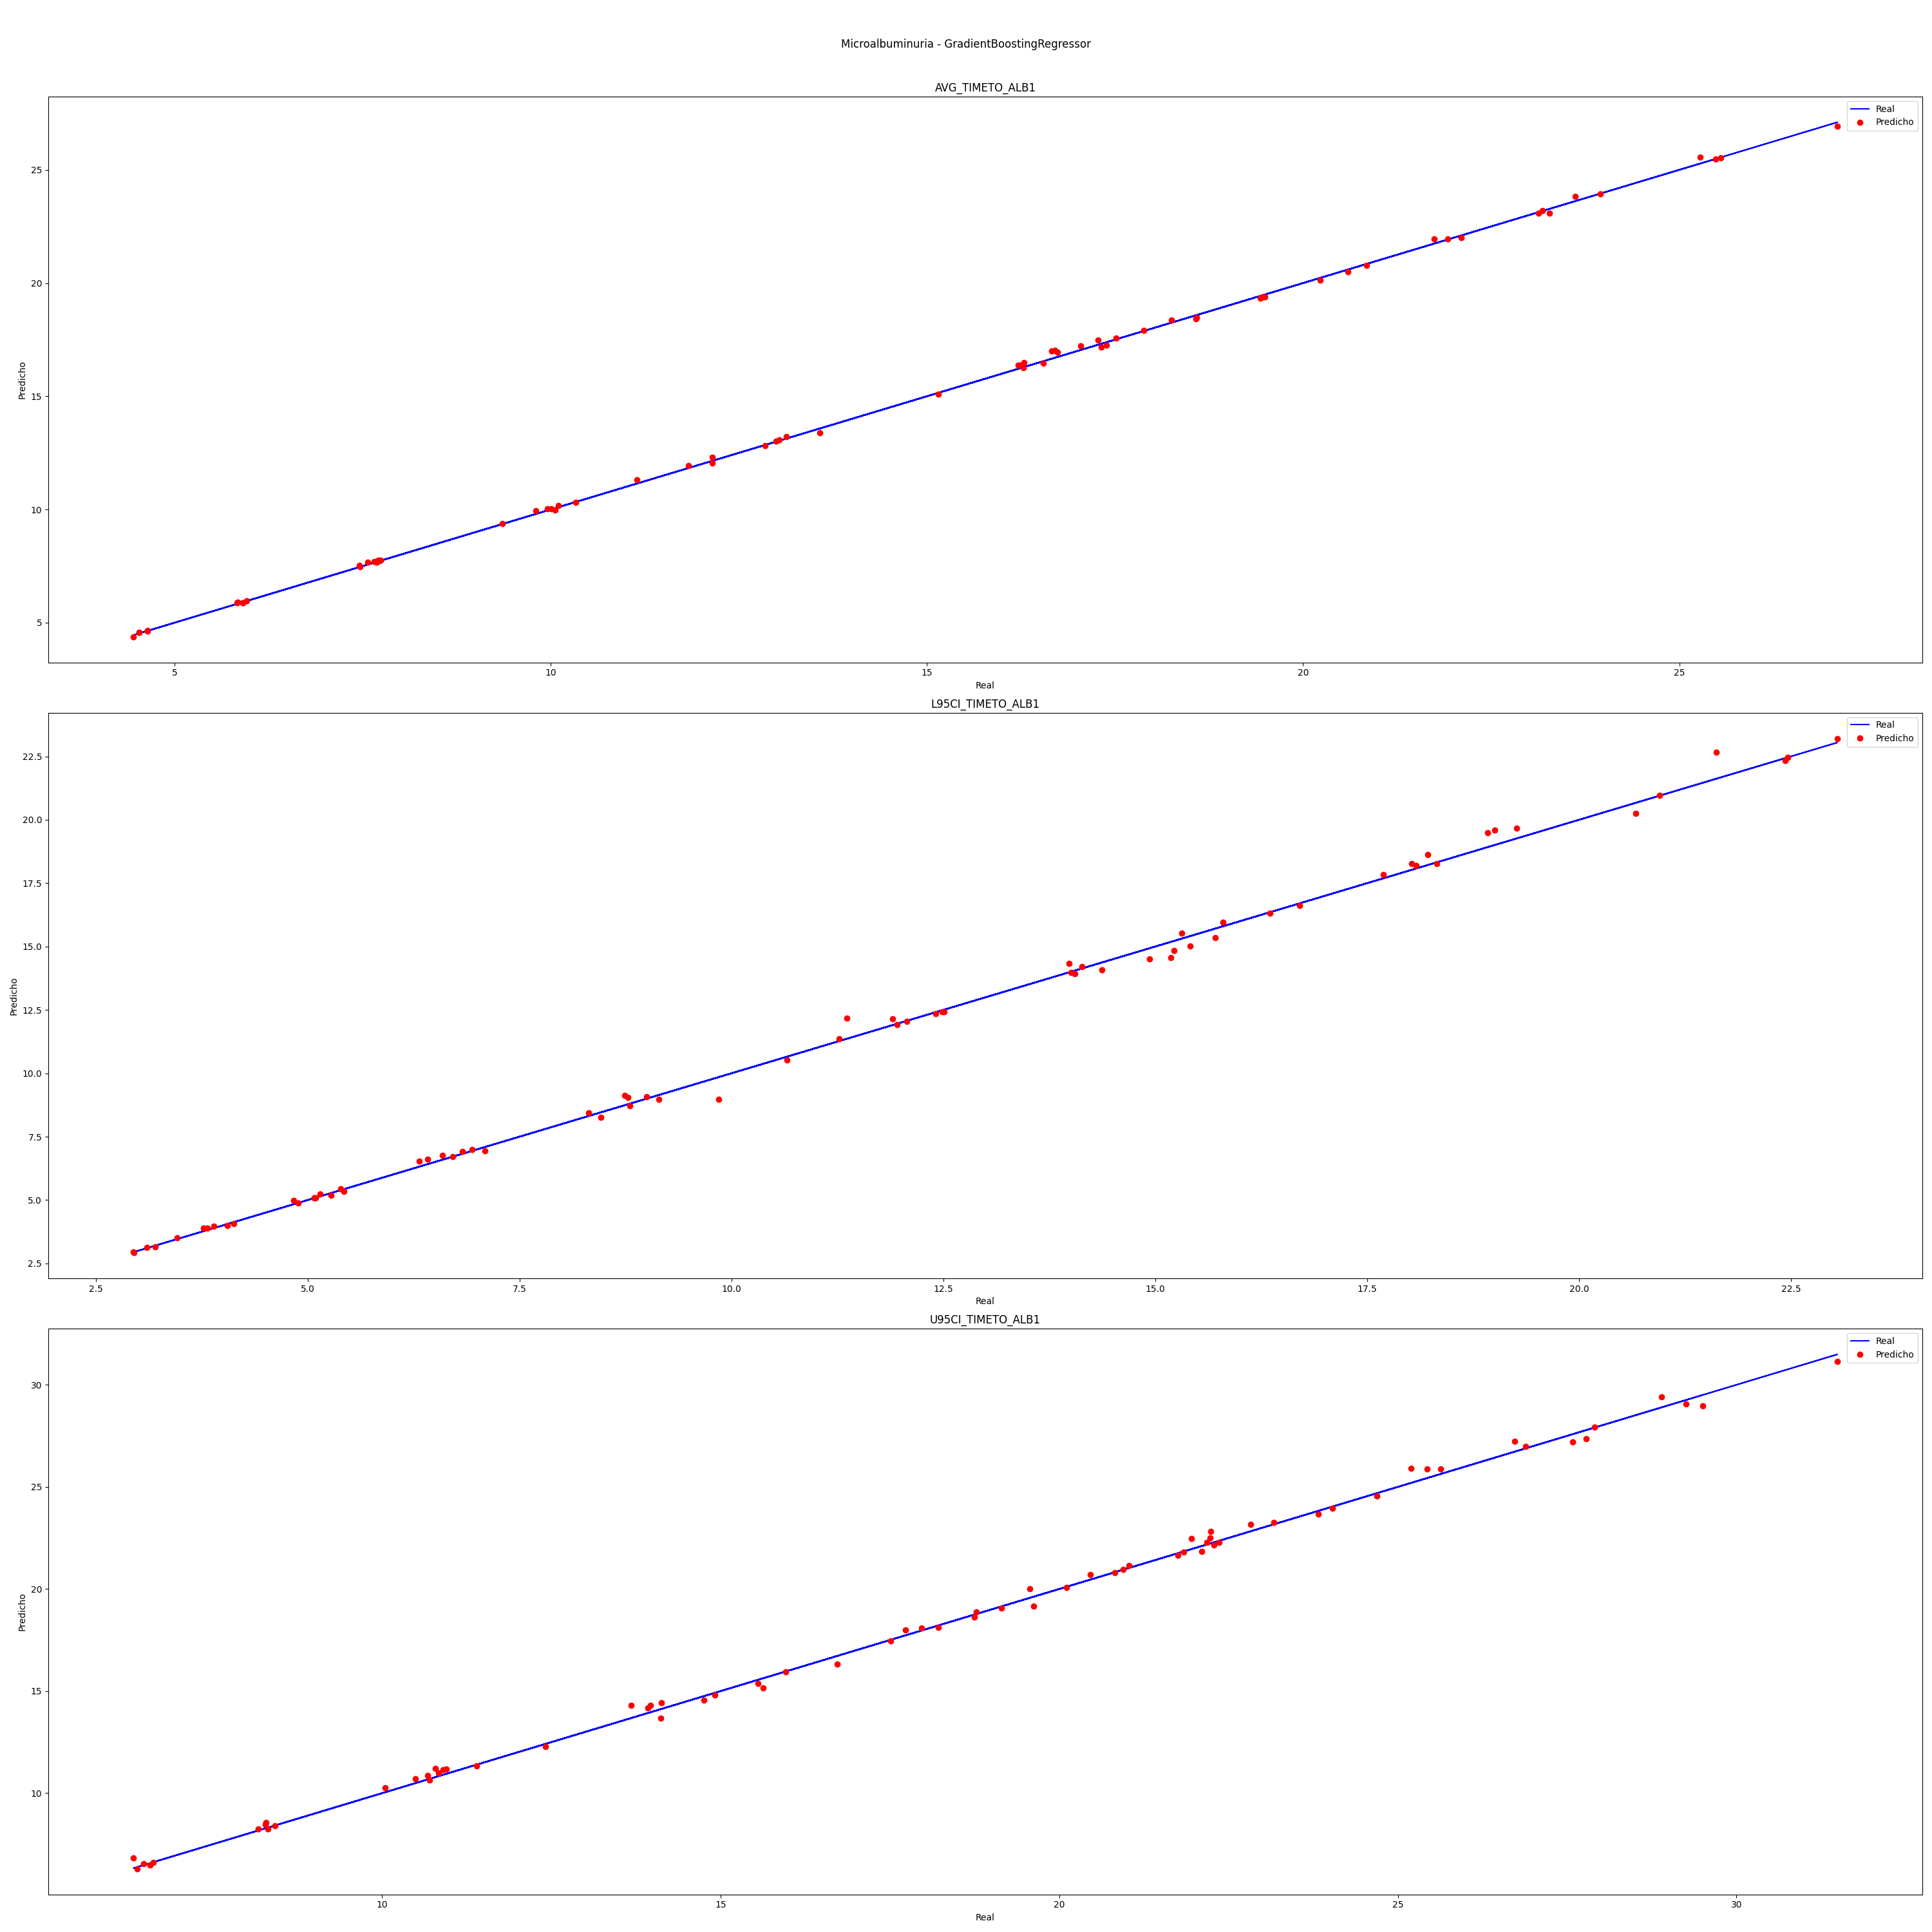 Microalbuminuria - GradientBoostingRegressor
AVG_TIMETO_ALB1
Real
Predicho
Predicho
25
20
15
10
5
5 10 15 20 25
Real
L95CI_TIMETO_ALB1
Real
Predicho
Predicho
22.5
20.0
17.5
15.0
12.5
10.0
7.5
5.0
2.5
2.5 5.0 7.5 10.0 12.5 15.0 17.5 20.0 22.5
Real
U95CI_TIMETO_ALB1
Real
Predicho
Predicho
30
25
20
15
10
10 15 20 25 30
Real